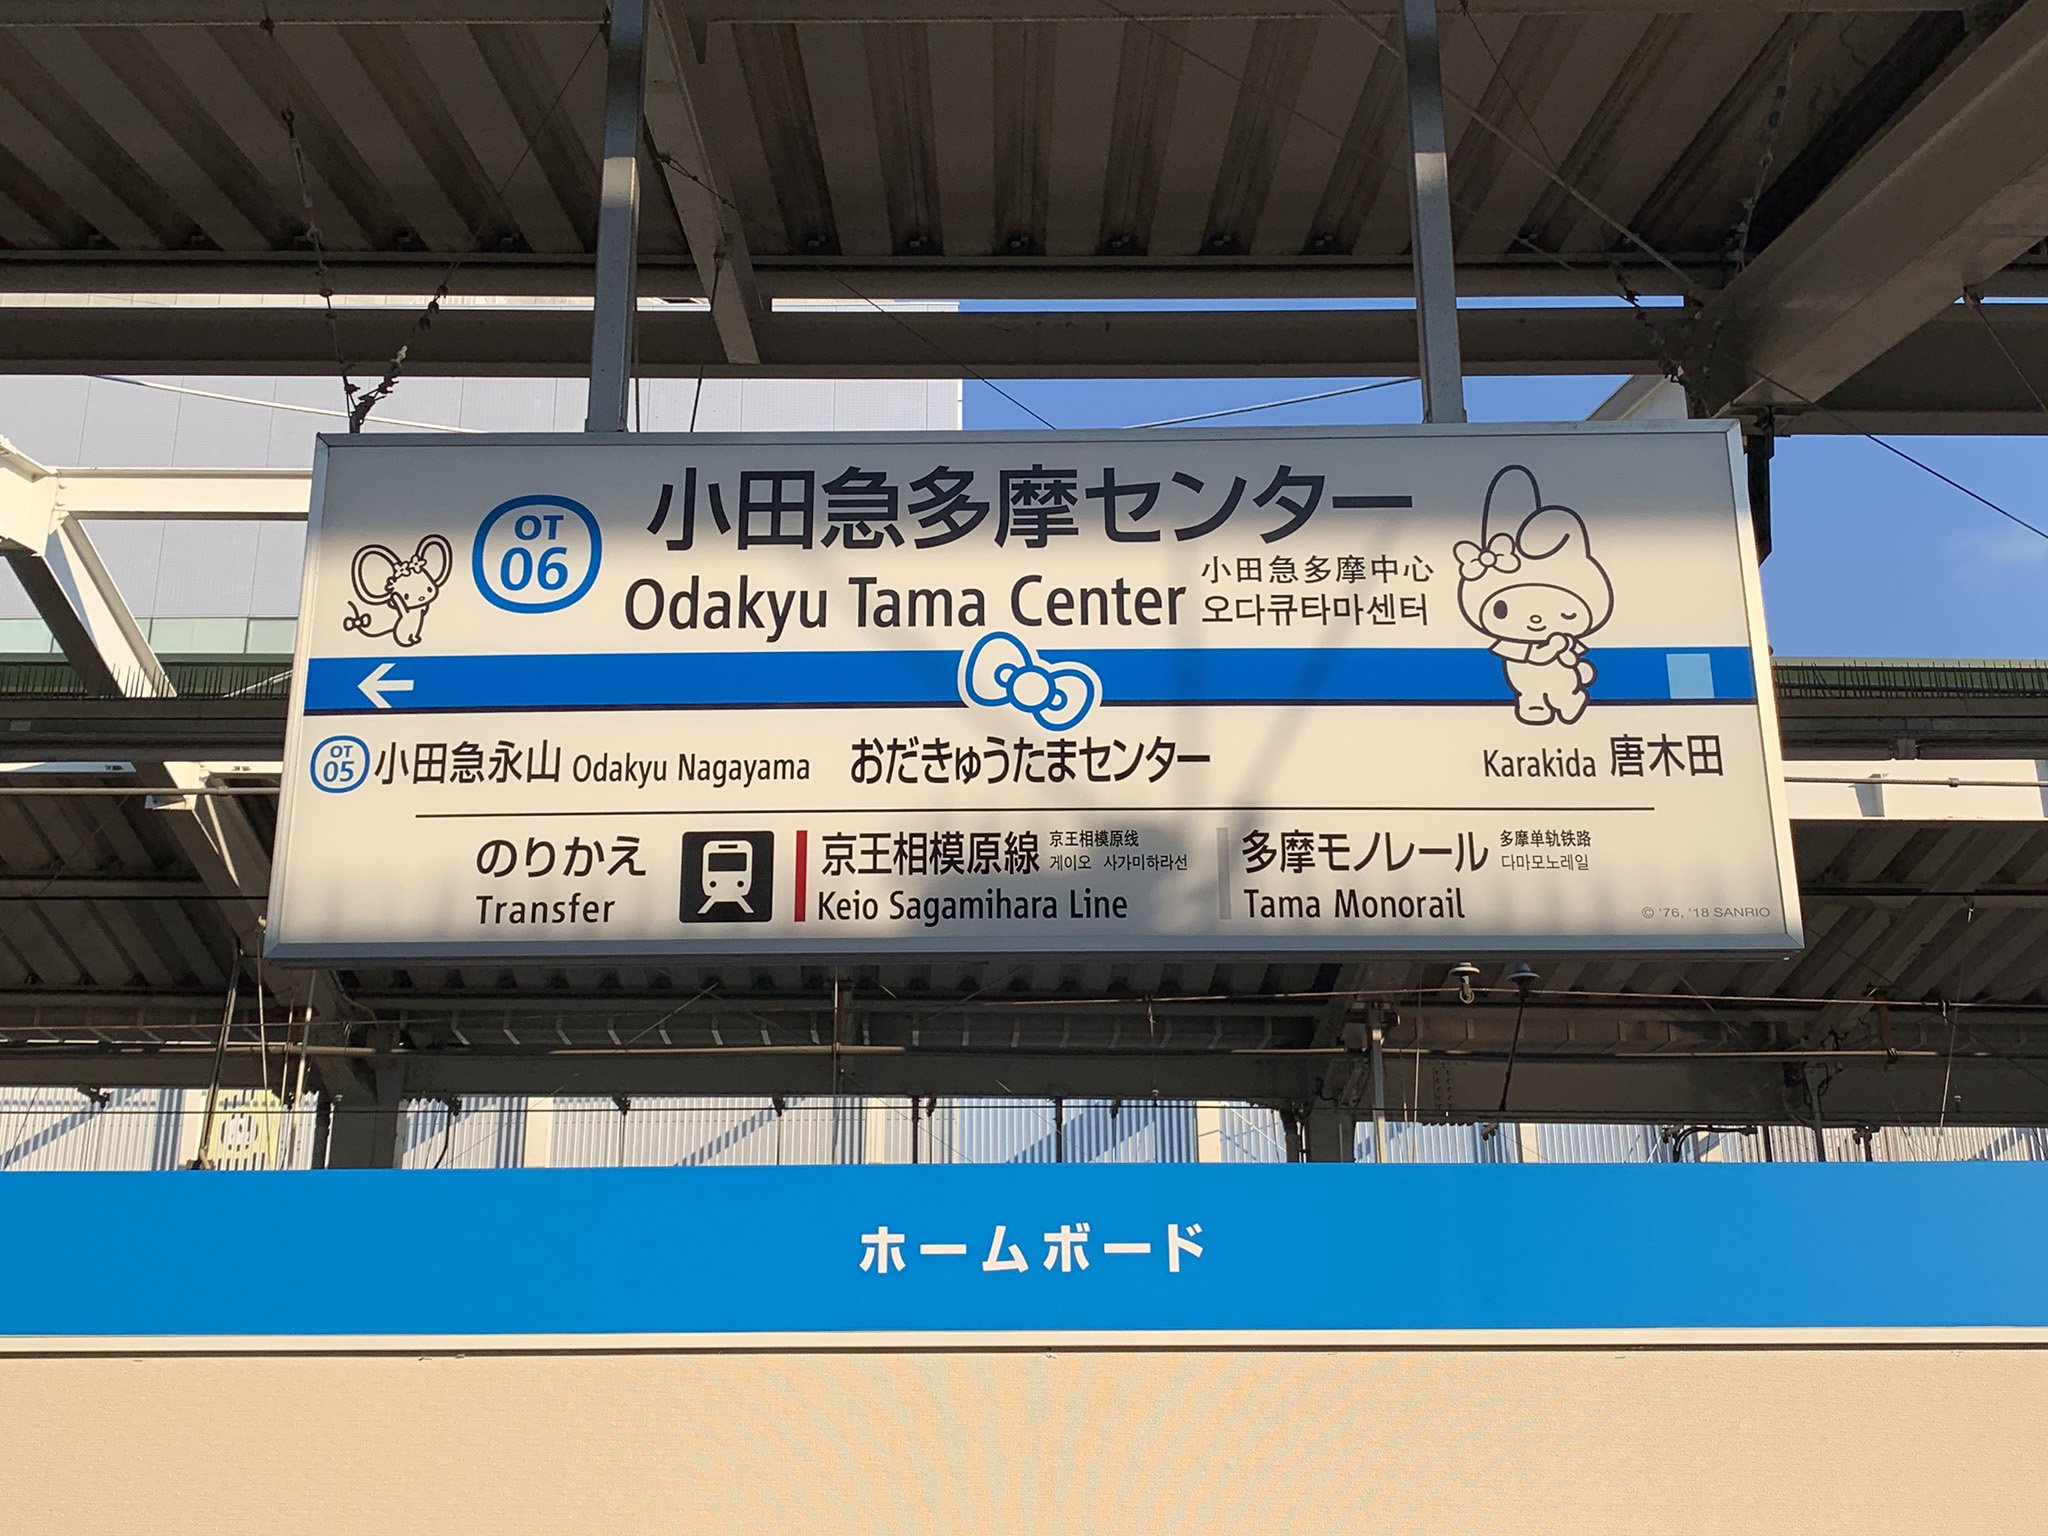 OT
06
小田急多摩センター
Odakyu Tama Center
小田急多摩中心
오다큐타마센터
OT
05
小田急永山 Odakyu Nagayama
おだきゅうたまセンター
Karakida 唐木田
のりかえ
Transfer
京王相模原線
京王相模原线
게이오 사가미하라선
Keio Sagamihara Line
多摩モノレール
多摩单轨铁路
다마모노레일
Tama Monorail
© '76, '18 SANRIO
ホームボード